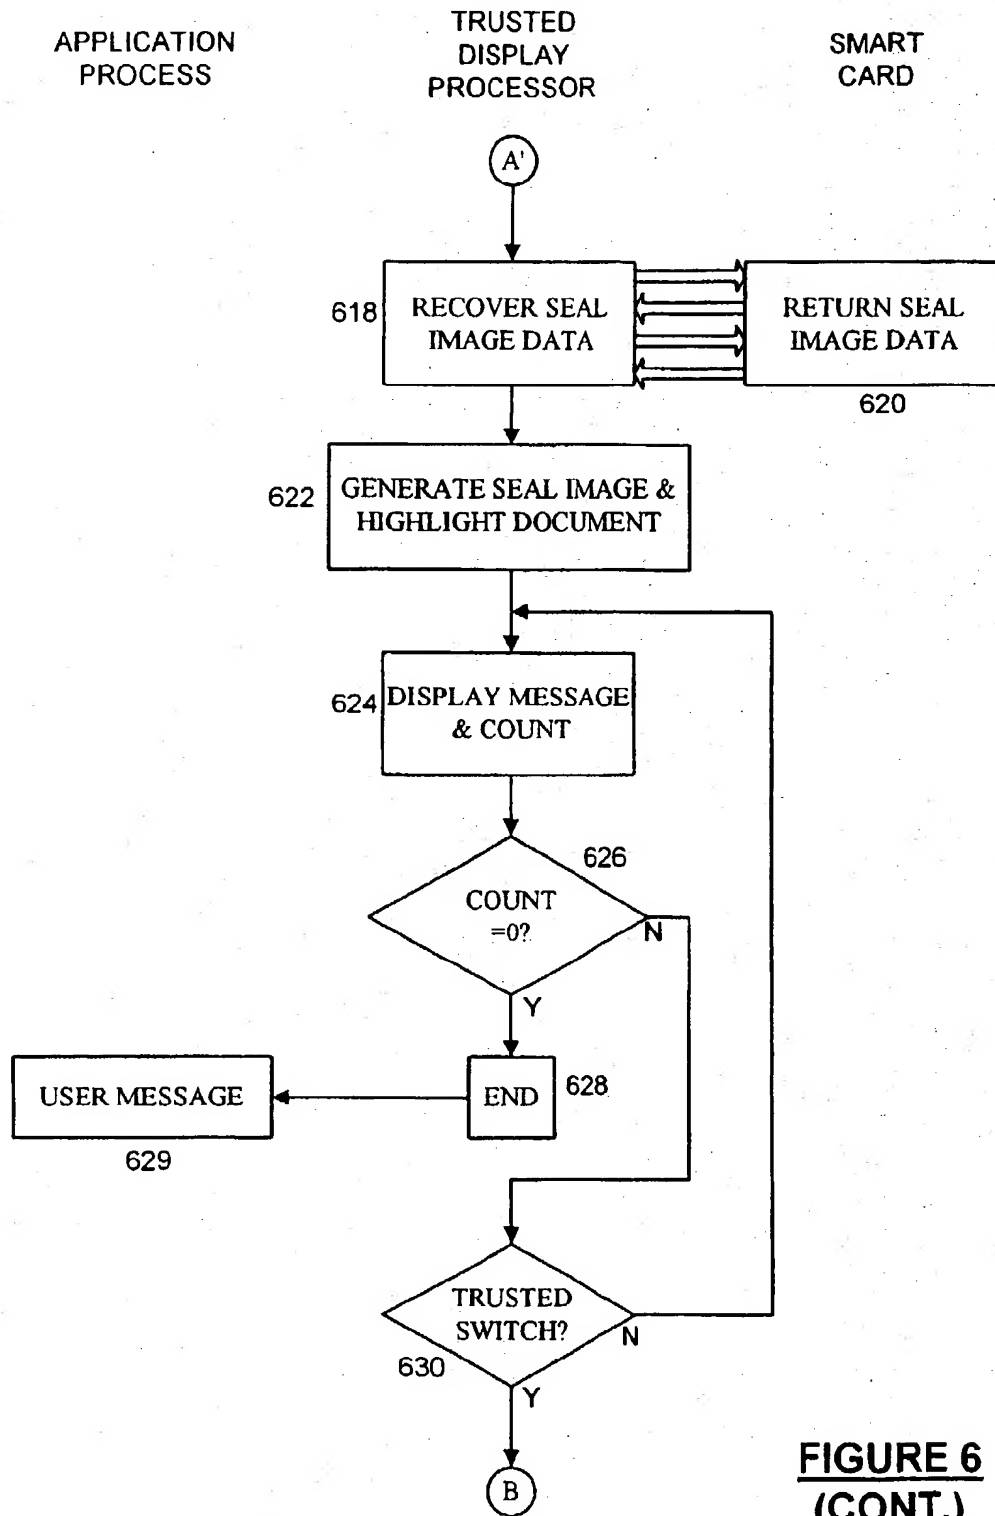 APPLICATION
PROCESS
TRUSTED
DISPLAY
PROCESSOR
SMART
CARD
A'
618
RECOVER SEAL
IMAGE DATA
RETURN SEAL
IMAGE DATA
620
622
GENERATE SEAL IMAGE &
HIGHLIGHT DOCUMENT
624
DISPLAY MESSAGE
& COUNT
626
COUNT
=0?
N
Y
USER MESSAGE
629
END
628
TRUSTED
SWITCH?
N
630
Y
B
FIGURE 6
(CONT.)